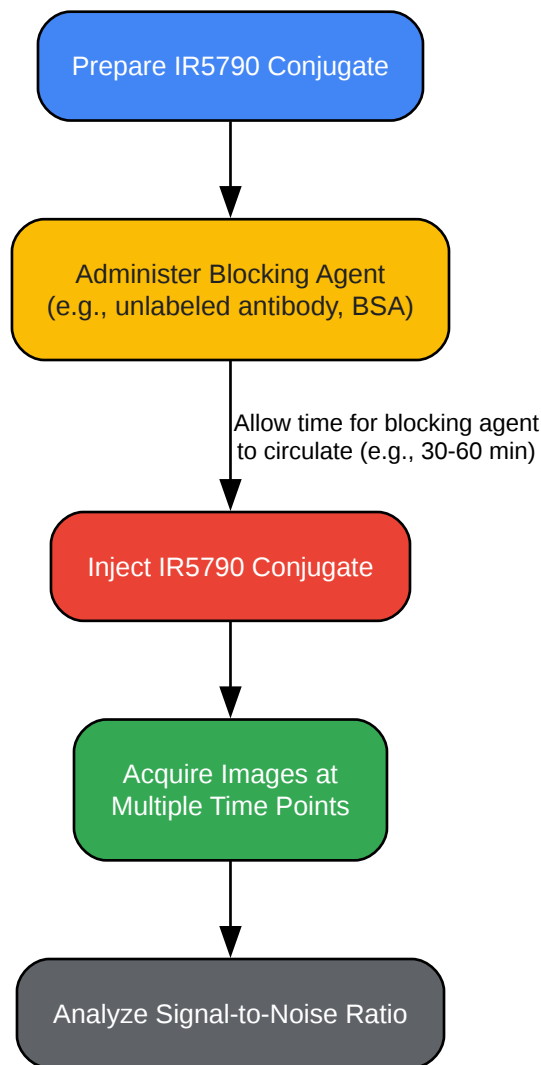 Prepare IR5790 Conjugate
Administer Blocking Agent
(e.g., unlabeled antibody, BSA)
Allow time for blocking agent
to circulate (e.g., 30-60 min)
Inject IR5790 Conjugate
Acquire Images at
Multiple Time Points
Analyze Signal-to-Noise Ratio